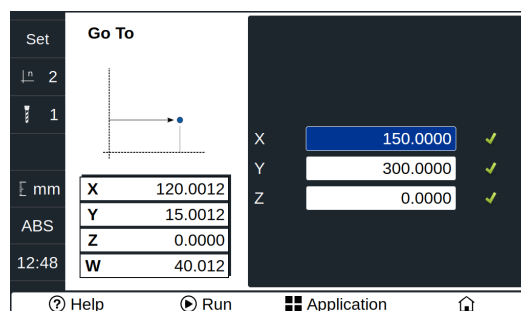 Set
n 2
1
mm
ABS
12:48
Go To
X 120.0012
Y 15.0012
Z 0.0000
W 40.012
X 150.0000
Y 300.0000
Z 0.0000
? Help Run Application